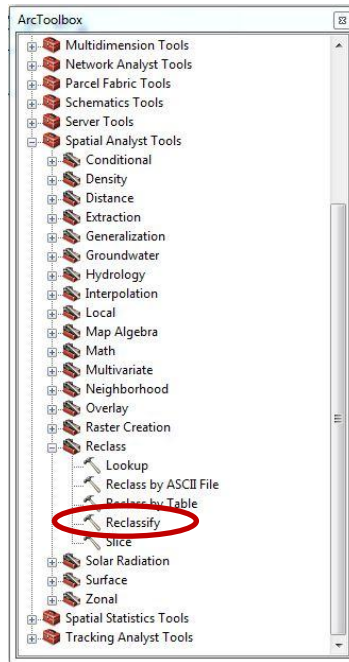 ArcToolbox
Multidimension Tools
Network Analyst Tools
Parcel Fabric Tools
Schematics Tools
Server Tools
Spatial Analyst Tools
Conditional
Density
Distance
Extraction
Generalization
Groundwater
Hydrology
Interpolation
Local
Map Algebra
Math
Multivariate
Neighborhood
Overlay
Raster Creation
Reclass
Lookup
Reclass by ASCII File
Reclass by Table
Reclassify
Slice
Solar Radiation
Surface
Zonal
Spatial Statistics Tools
Tracking Analyst Tools